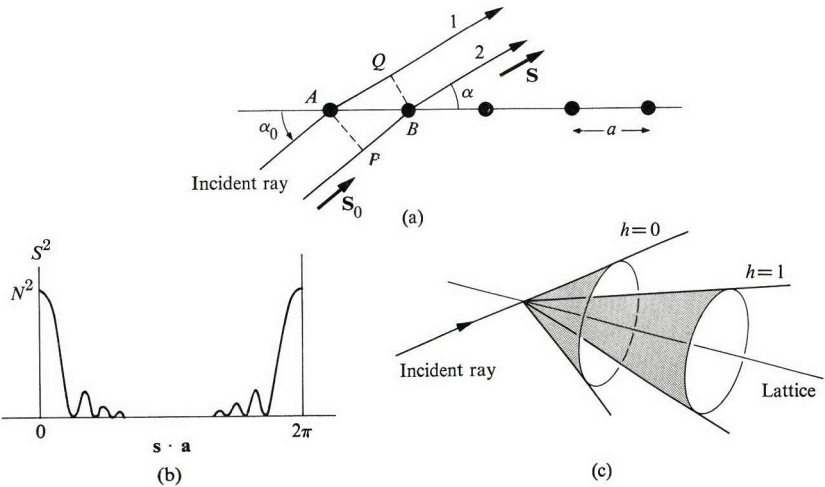 1
Q
2
S
A
α
α₀
B
a
P
Incident ray
S₀
(a)
S²
N²
0
2π
s · a
(b)
h=0
h=1
Incident ray
Lattice
(c)